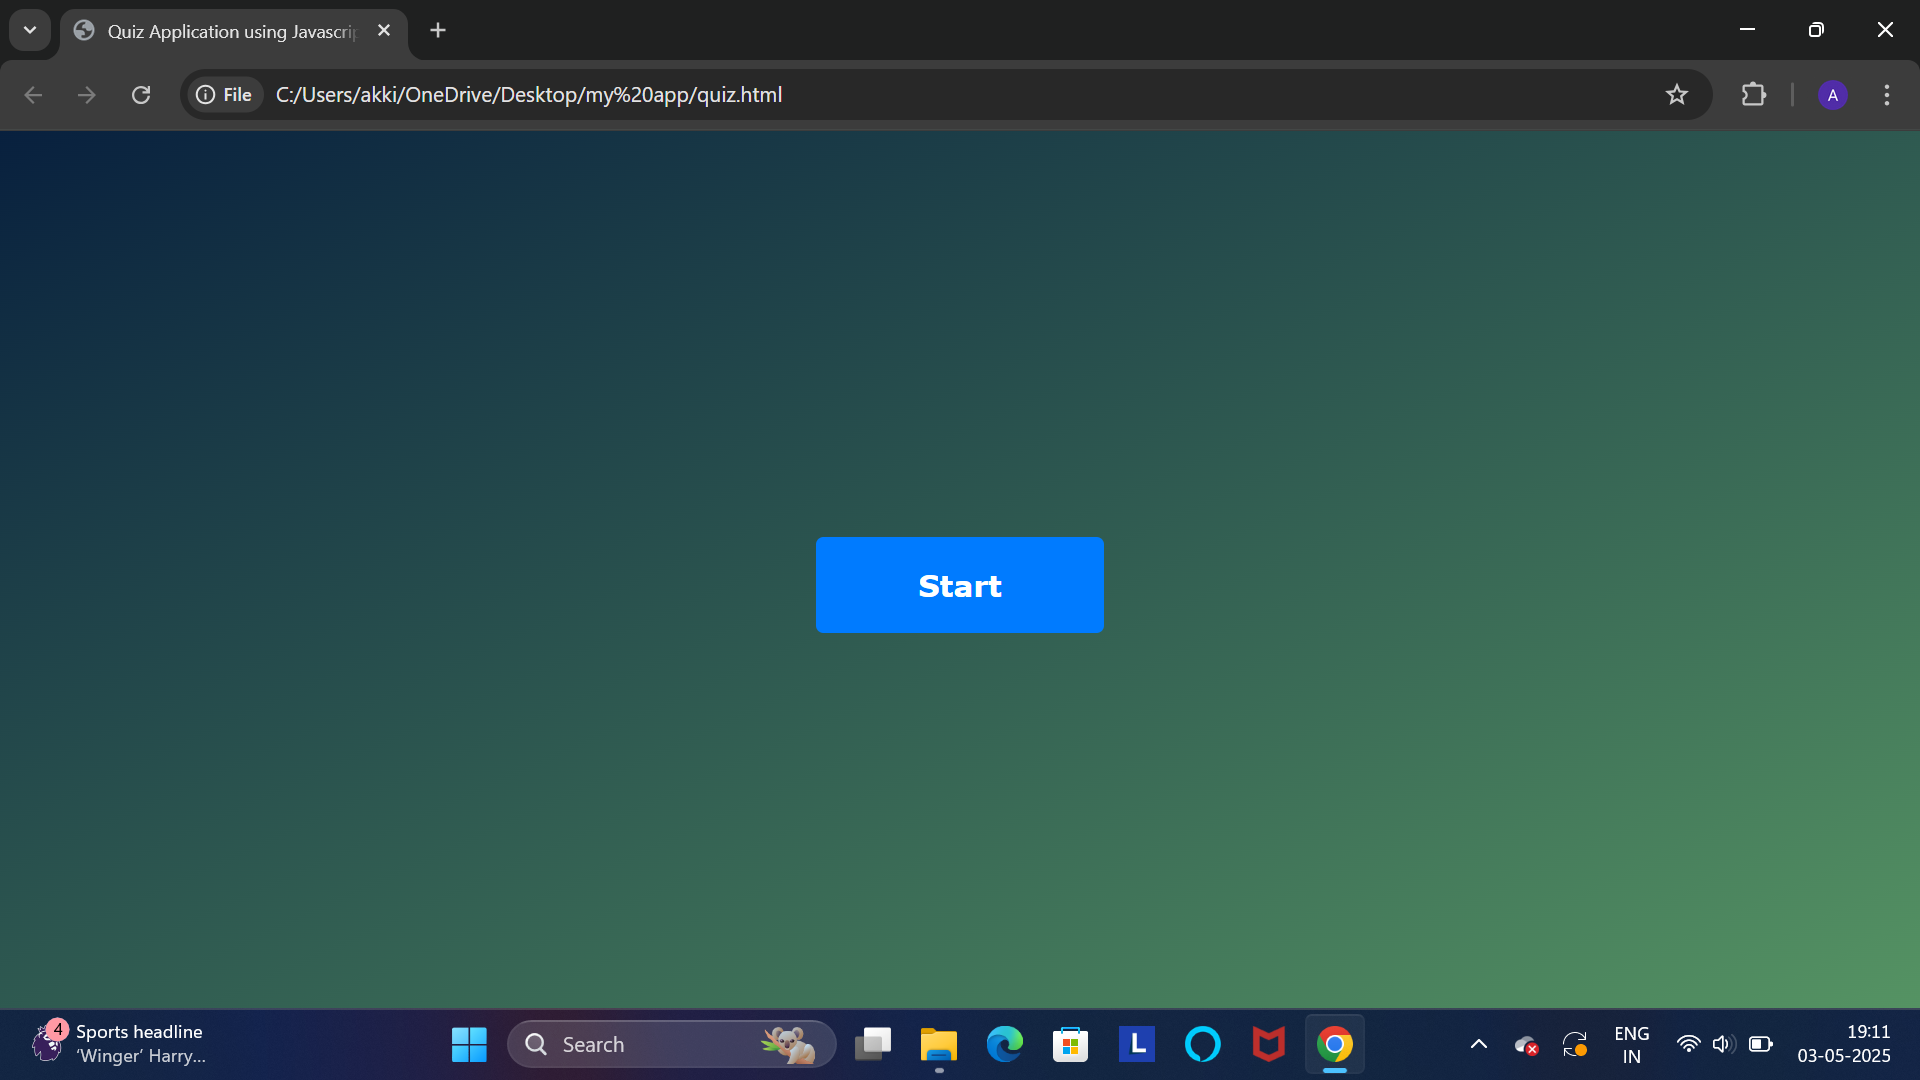 Quiz Application using Javascrip
File
C:/Users/akki/OneDrive/Desktop/my%20app/quiz.html
A
Start
4
Sports headline
'Winger' Harry...
Search
L
ENG
IN
19:11
03-05-2025